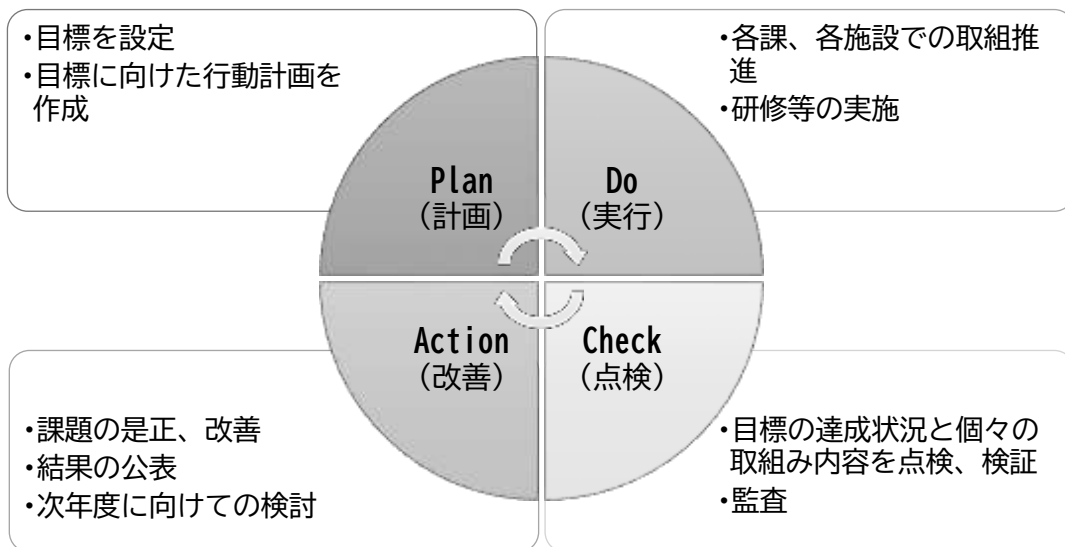 ・目標を設定
・目標に向けた行動計画を
作成
・各課、各施設での取組推
進
・研修等の実施
Plan
(計画)
Do
(実行)
Action
(改善)
Check
(点検)
・課題の是正、改善
・結果の公表
・次年度に向けての検討
・目標の達成状況と個々の
取組み内容を点検、検証
・監査